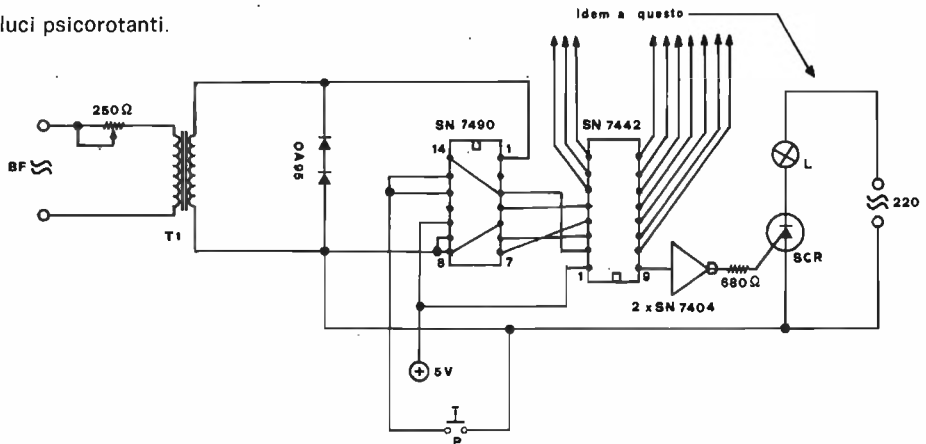 luci psicorotanti.
Idem a questo
250Ω
BF
T1
OA95
SN 7490
14
1
8
7
SN 7442
1
9
2 x SN 7404
680Ω
L
SCR
220
5V
P